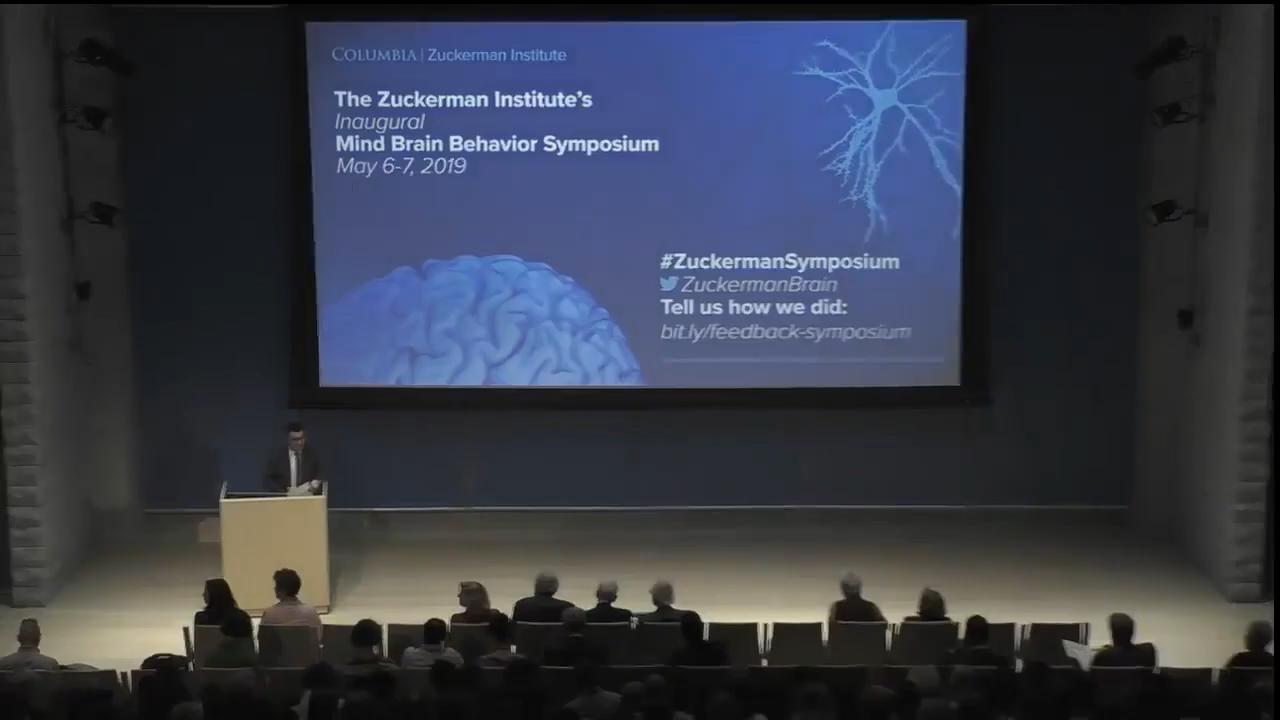 COLUMBIA | Zuckerman Institute
The Zuckerman Institute's
Inaugural
Mind Brain Behavior Symposium
May 6-7, 2019
#ZuckermanSymposium
ZuckermanBrain
Tell us how we did:
bit.ly/feedback-symposium